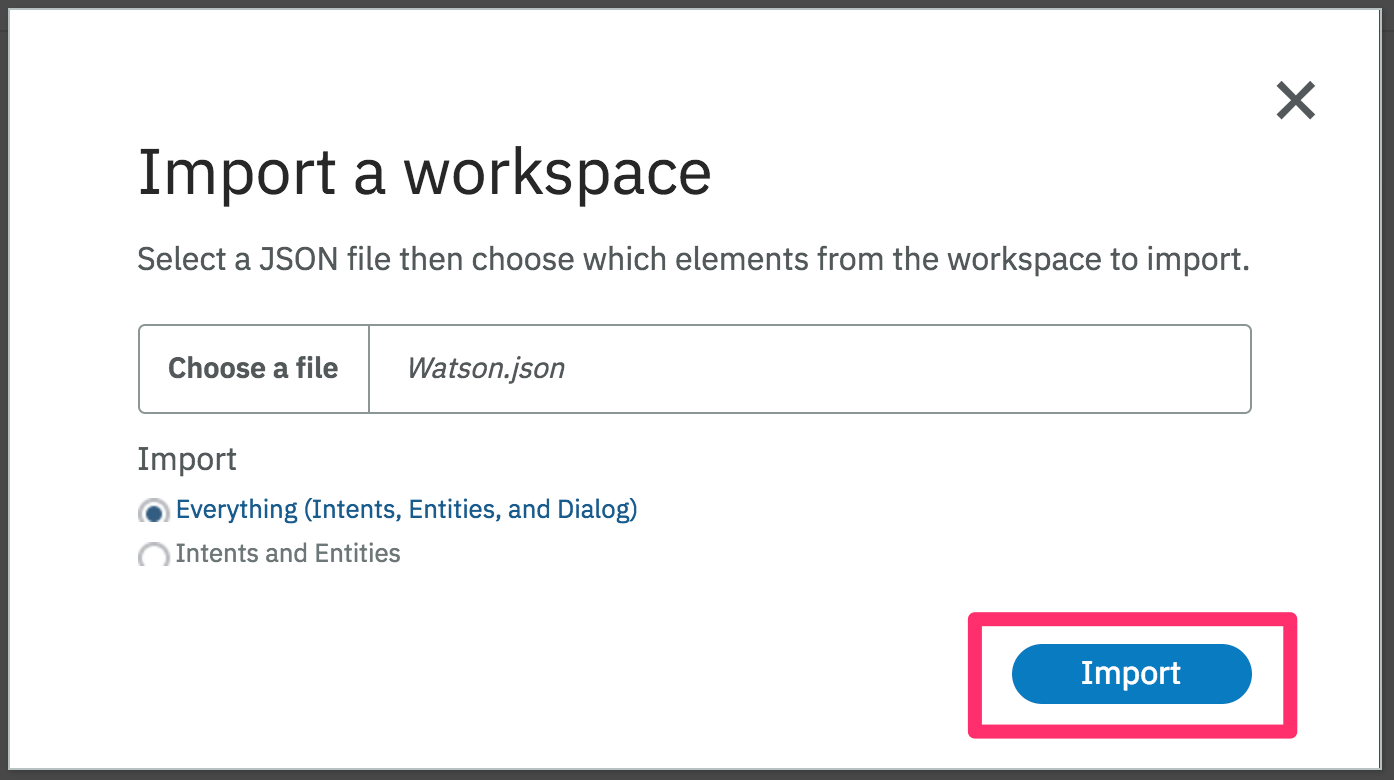 Import a workspace
Select a JSON file then choose which elements from the workspace to import.
Choose a file Watson.json
Import
Everything (Intents, Entities, and Dialog)
Intents and Entities
Import